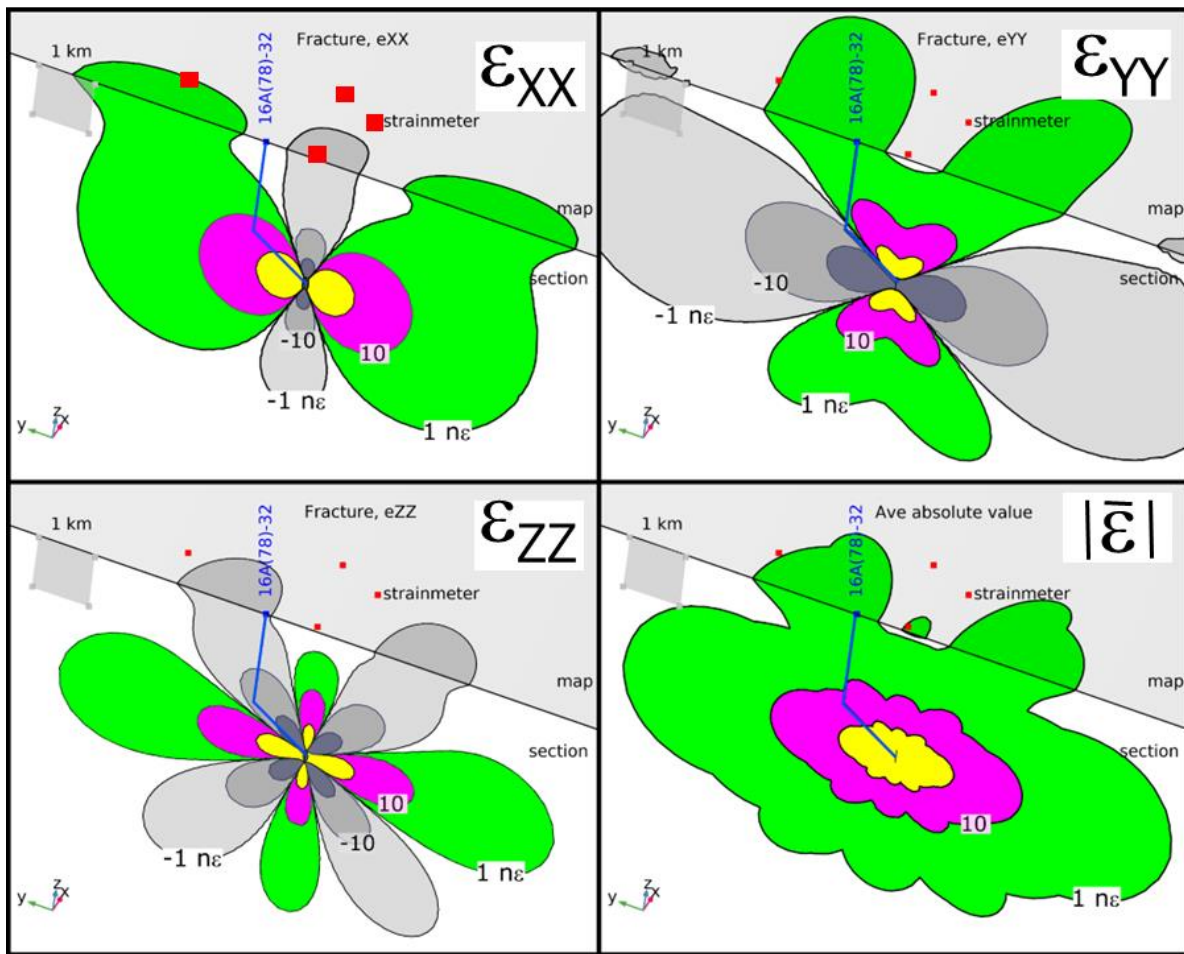 Fracture, eXX
εXX
1 km
16A(78)-32
strainmeter
map
section
-10
10
-1 nε
1 nε
z
x
y
Fracture, eYY
εYY
1 km
16A(78)-32
strainmeter
map
section
-10
-1 nε
10
1 nε
z
x
y
Fracture, eZZ
εZZ
1 km
16A(78)-32
strainmeter
map
section
10
-10
-1 nε
1 nε
z
x
y
Ave absolute value
|ε̄|
1 km
16A(78)-32
strainmeter
map
section
10
1 nε
z
x
y